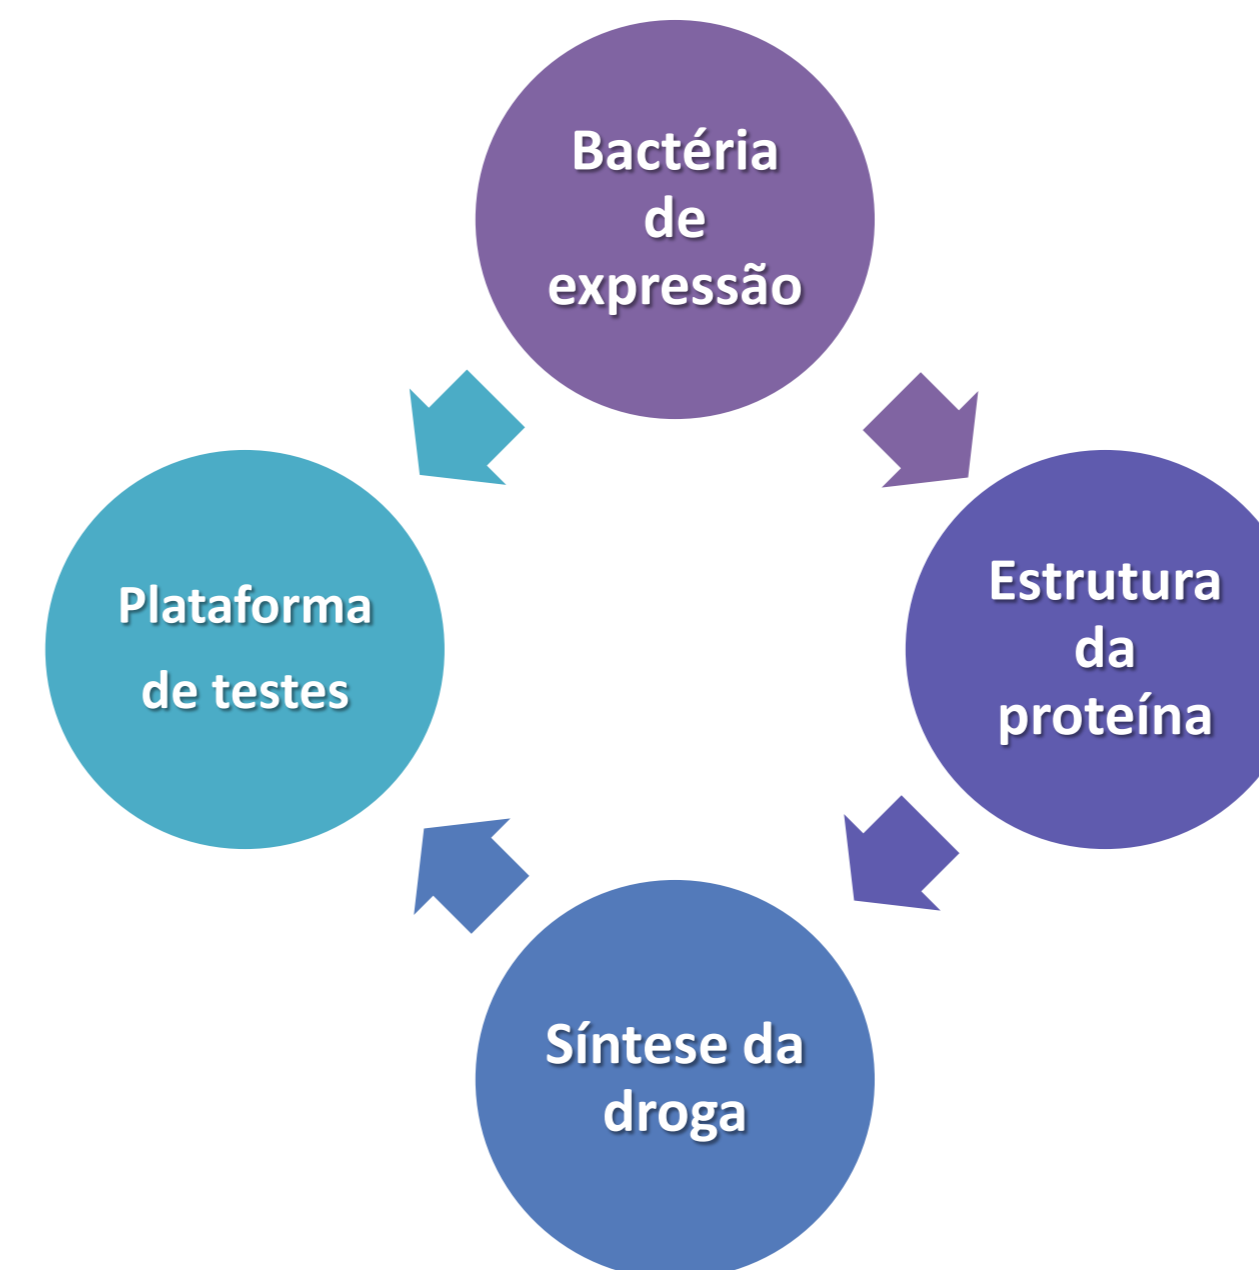 Bactéria
de
expressão
Plataforma
de testes
Estrutura
da
proteína
Síntese da
droga